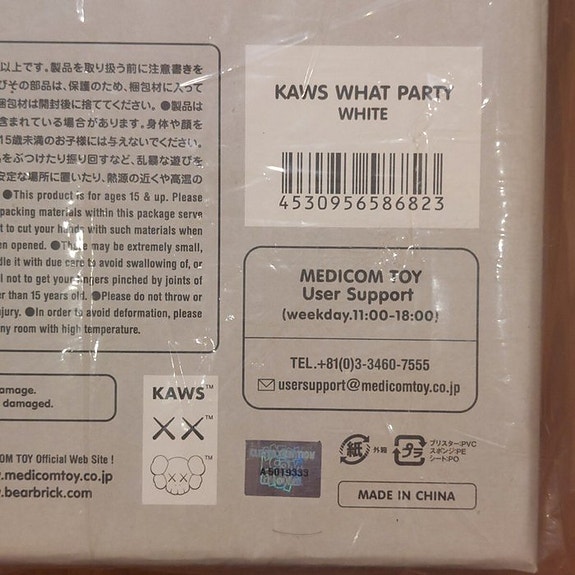 以上です。製品を取り扱う前に注意書きを
びその部品は、保護のため、梱包材に入って
梱包材は開封後に捨ててください。●製品は
含まれている場合があります。身体や顔を
15歳未満のお子様には与えないでください。
をぶつけたり振り回すなど、乱暴な遊びを
安定な場所に置いたり、熱源の近くや高温の
●This product is for ages 15 & up. Please
packing materials within this package serve
t to cut your hands with such materials when
en opened. ●There may be extremely small,
dle it with due care to avoid swallowing of, or
ll not to get your fingers pinched by joints of
er than 15 years old. ●Please do not throw or
njury. ●In order to avoid deformation, please
ny room with high temperature.
amage.
damaged.
COM TOY Official Web Site !
w.medicomtoy.co.jp
w.bearbrick.com
KAWS WHAT PARTY
WHITE
4530956586823
MEDICOM TOY
User Support
(weekday.11:00-18:00)
TEL.+81(0)3-3460-7555
usersupport@medicomtoy.co.jp
KAWS™
XX™
™
A-5019333
紙 外箱
プラ
ブリスター:PVC
スポンジ:PE
シート:PO
MADE IN CHINA